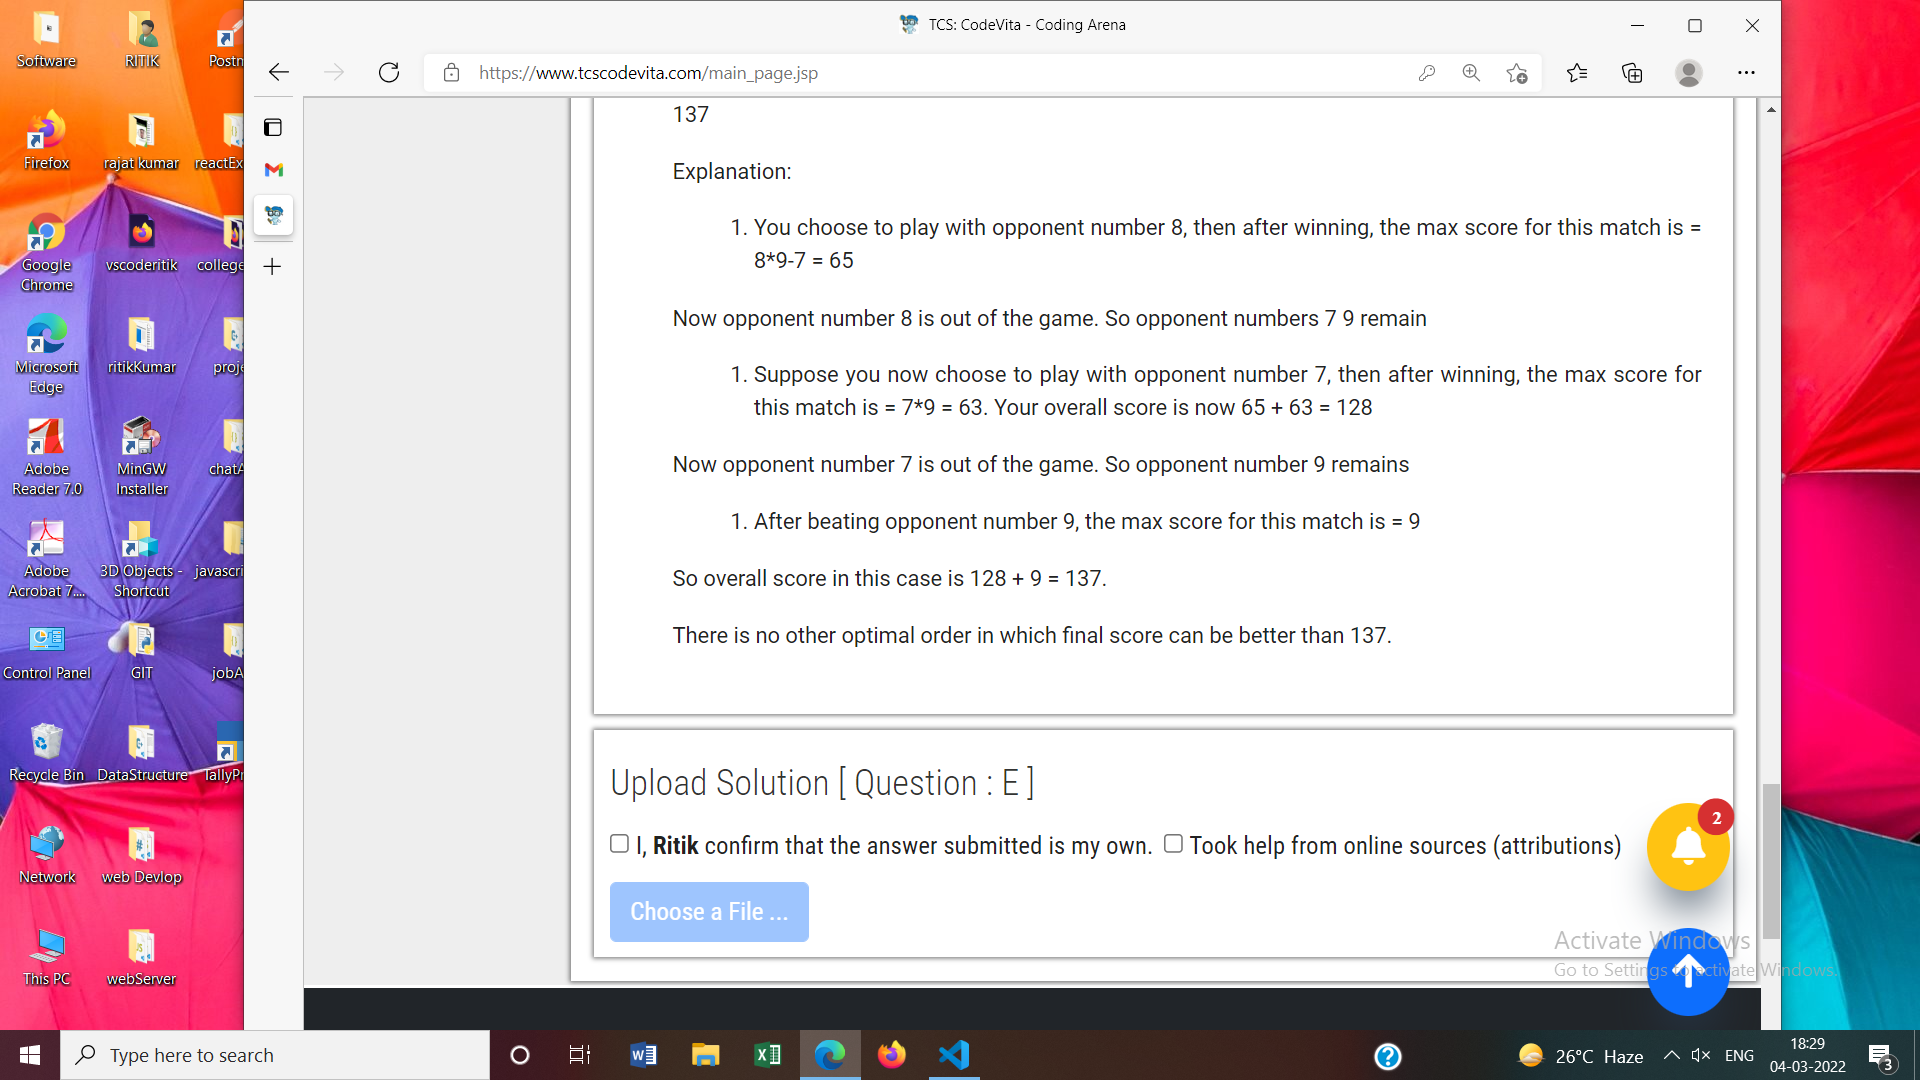 TCS: CodeVita - Coding Arena
https://www.tcscodevita.com/main_page.jsp
Software
RITIK
Firefox
rajat kumar
Google Chrome
vscoderitik
Microsoft Edge
ritikKumar
Adobe Reader 7.0
MinGW Installer
Adobe Acrobat 7....
3D Objects - Shortcut
Control Panel
GIT
Recycle Bin
DataStructure
Network
web Devlop
This PC
webServer
137
Explanation:
1. You choose to play with opponent number 8, then after winning, the max score for this match is =
8*9-7 = 65
Now opponent number 8 is out of the game. So opponent numbers 7 9 remain
1. Suppose you now choose to play with opponent number 7, then after winning, the max score for
this match is = 7*9 = 63. Your overall score is now 65 + 63 = 128
Now opponent number 7 is out of the game. So opponent number 9 remains
1. After beating opponent number 9, the max score for this match is = 9
So overall score in this case is 128 + 9 = 137.
There is no other optimal order in which final score can be better than 137.
Upload Solution [ Question : E ]
I, Ritik confirm that the answer submitted is my own. Took help from online sources (attributions)
2
Choose a File ...
Activate Windows
Go to Settings to activate Windows.
Type here to search
26°C Haze
ENG
18:29
04-03-2022
3